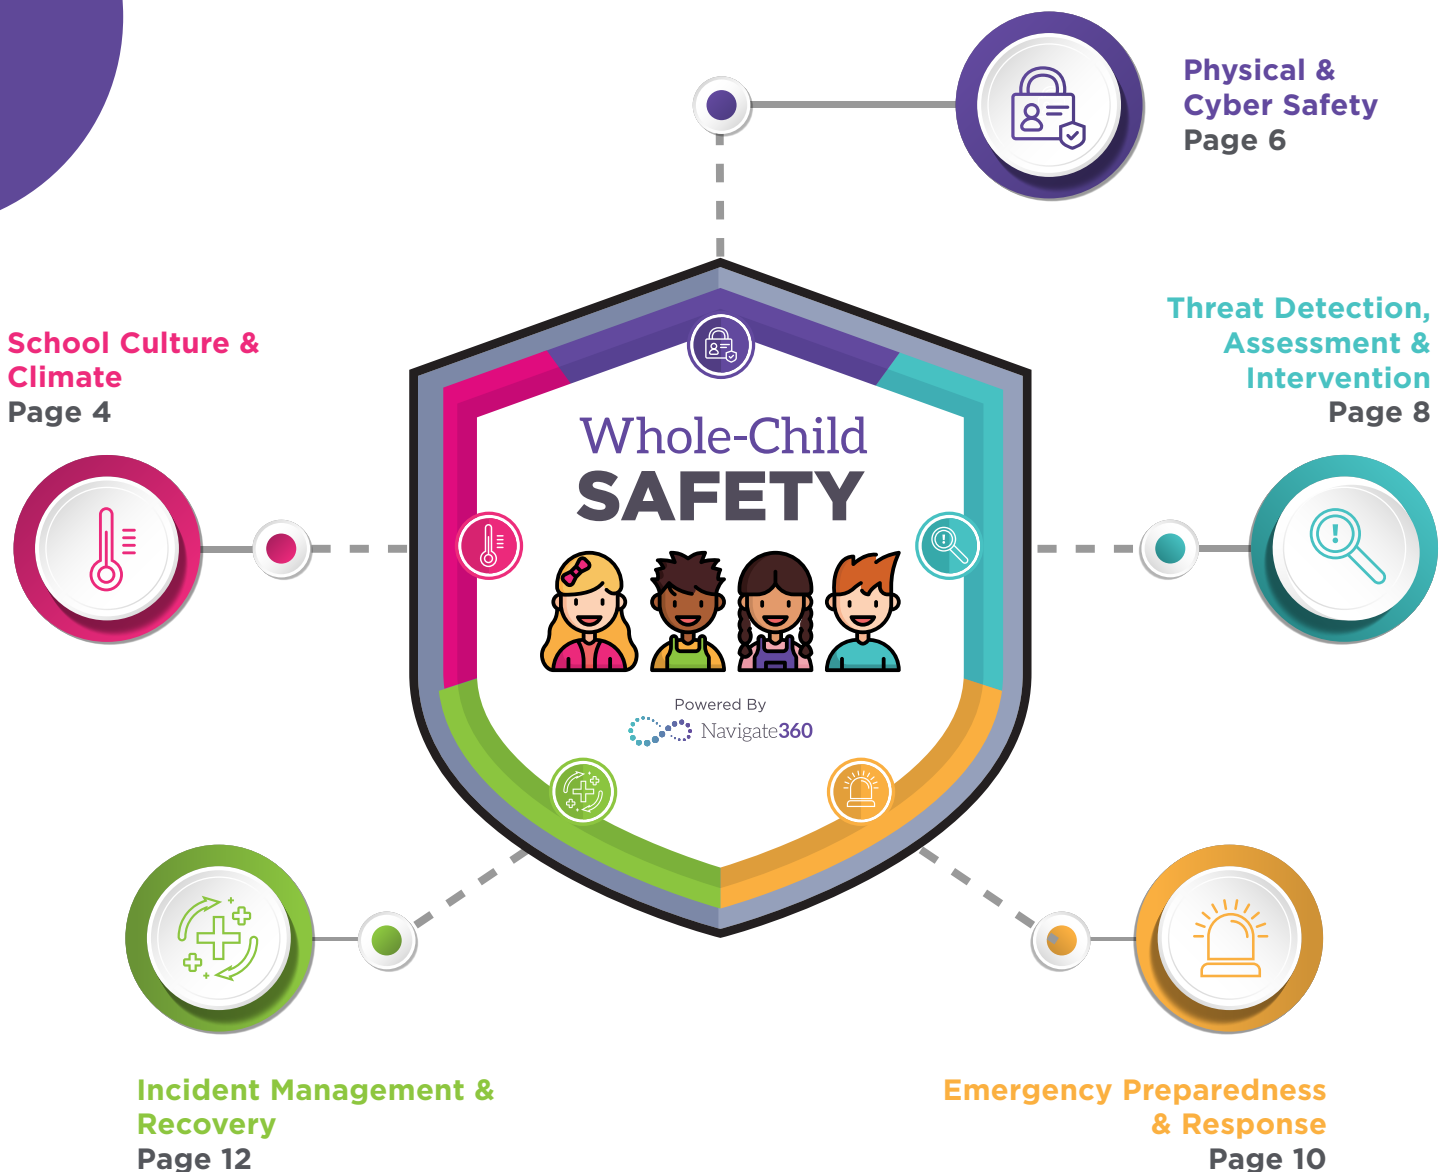 Physical &
Cyber Safety
Page 6
Threat Detection,
Assessment &
Intervention
Page 8
School Culture &
Climate
Page 4
Whole-Child
SAFETY
Powered By
Navigate360
Incident Management &
Recovery
Page 12
Emergency Preparedness
& Response
Page 10